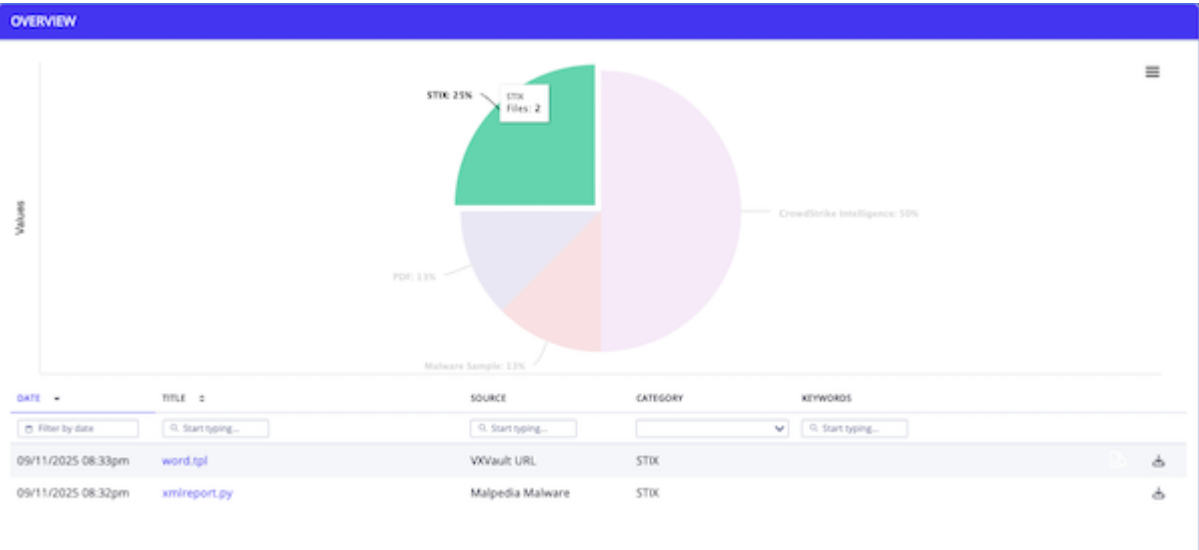 OVERVIEW
STIX: 25%
STIX
Files: 2
Values
CrowdStrike Intelligence: 50%
PDF: 13%
Malware Sample: 13%
DATE TITLE SOURCE CATEGORY KEYWORDS
Filter by date Start typing... Start typing... Start typing...
09/11/2025 08:33pm word.tpl VXVault URL STIX
09/11/2025 08:32pm xmlreport.py Malpedia Malware STIX